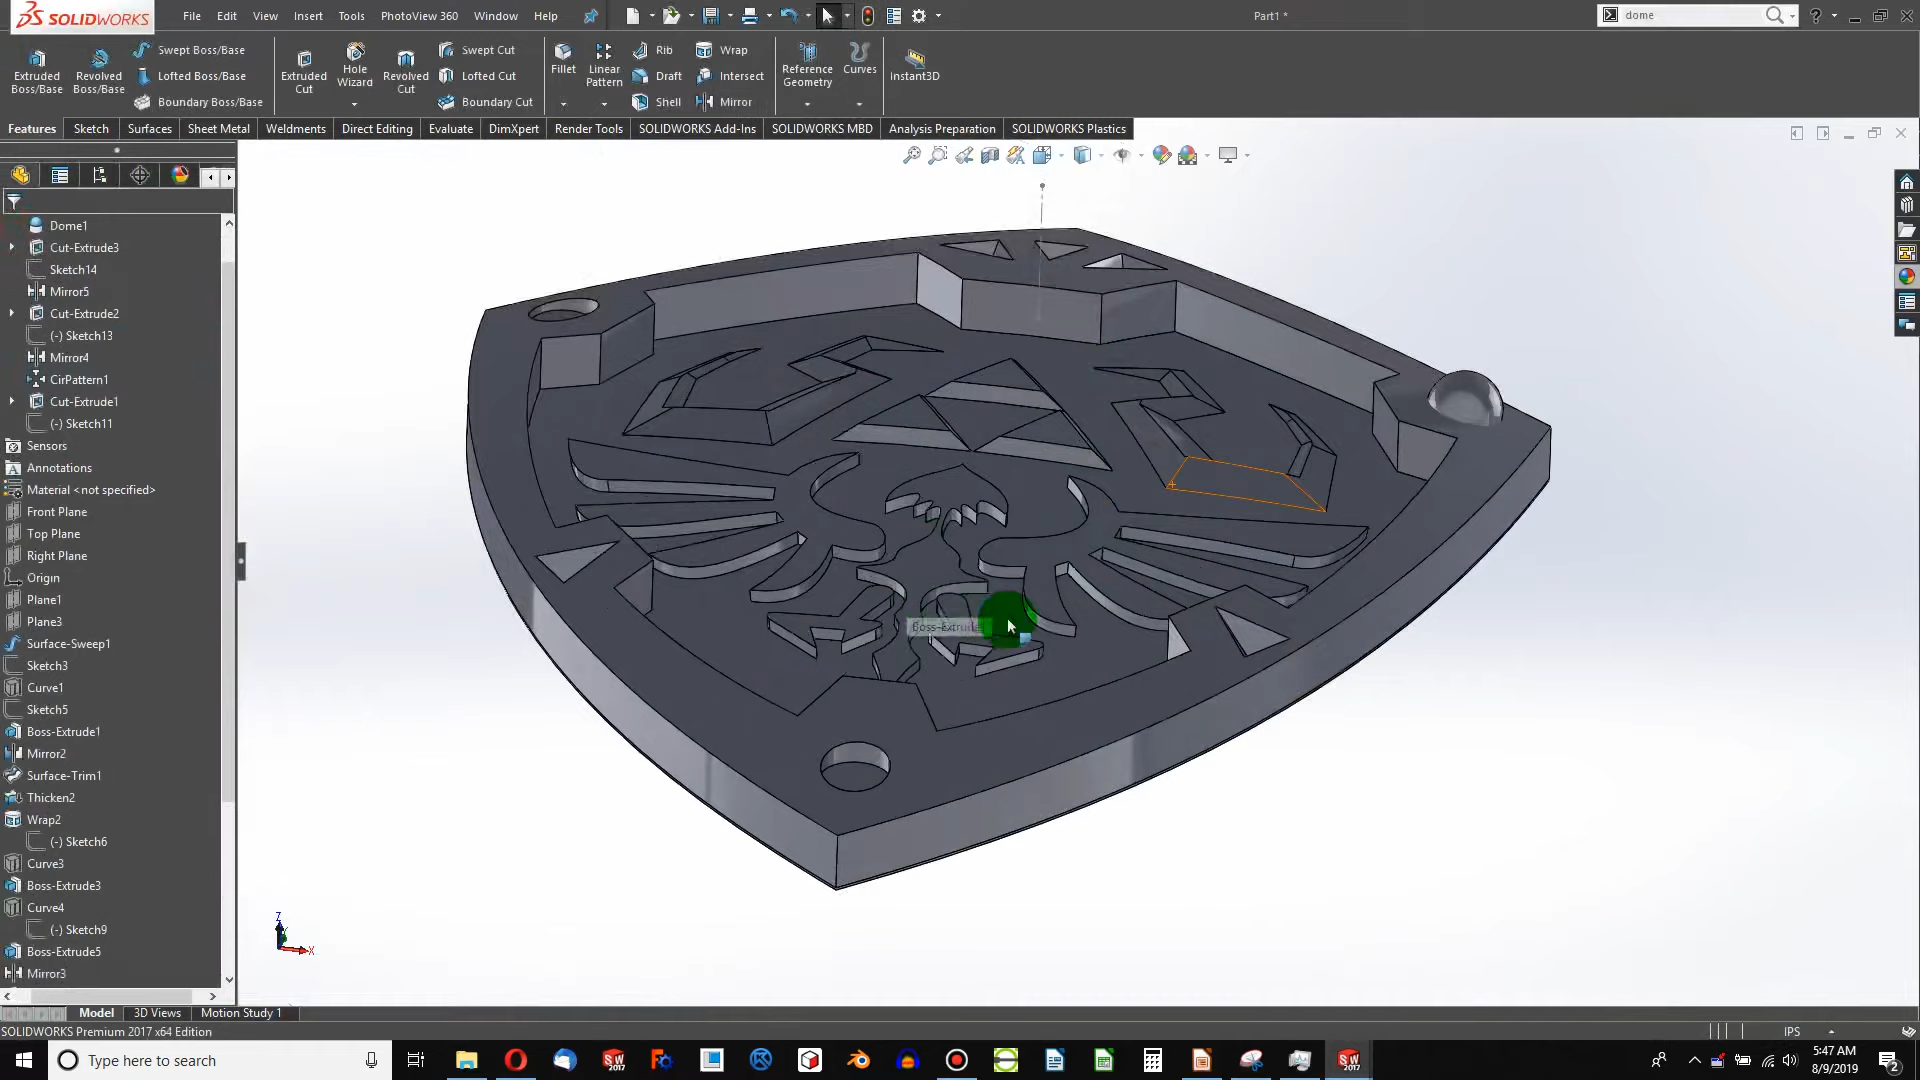 SOLIDWORKS File Edit View Insert Tools PhotoView 360 Window Help Part1 * dome
Extruded Boss/Base Revolved Boss/Base Swept Boss/Base Lofted Boss/Base Boundary Boss/Base Extruded Cut Hole Wizard Revolved Cut Swept Cut Lofted Cut Boundary Cut Fillet Linear Pattern Rib Draft Shell Wrap Intersect Mirror Reference Geometry Curves Instant3D
Features Sketch Surfaces Sheet Metal Weldments Direct Editing Evaluate DimXpert Render Tools SOLIDWORKS Add-Ins SOLIDWORKS MBD Analysis Preparation SOLIDWORKS Plastics
Dome1
Cut-Extrude3
Sketch14
Mirror5
Cut-Extrude2
(-) Sketch13
Mirror4
CirPattern1
Cut-Extrude1
(-) Sketch11
Sensors
Annotations
Material <not specified>
Front Plane
Top Plane
Right Plane
Origin
Plane1
Plane3
Surface-Sweep1
Sketch3
Curve1
Sketch5
Boss-Extrude1
Mirror2
Surface-Trim1
Thicken2
Wrap2
(-) Sketch6
Curve3
Boss-Extrude3
Curve4
(-) Sketch9
Boss-Extrude5
Mirror3
Z
X
Model 3D Views Motion Study 1
SOLIDWORKS Premium 2017 x64 Edition IPS
Type here to search
5:47 AM
8/9/2019
2